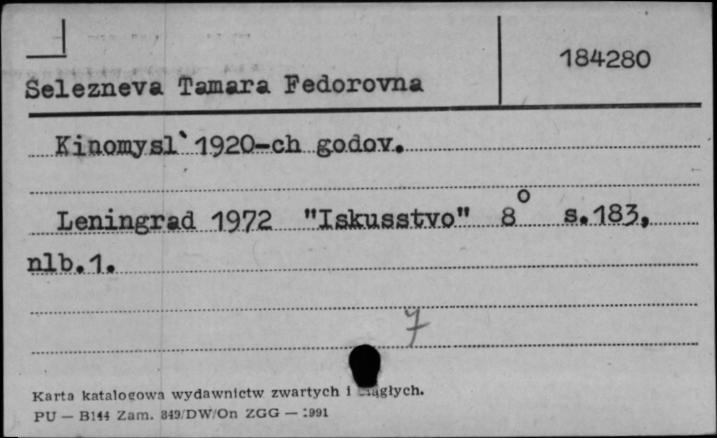 184280
Selezneva Tamara Fedorovna
Kinomysl` 1920-ch godov.
Leningrad 1972 "Iskusstvo" 8° s.183,
nlb.1.
7
Karta katalogowa wydawnictw zwartych i ciągłych.
PU — B144 Zam. 849/DW/On ZGG — 1991